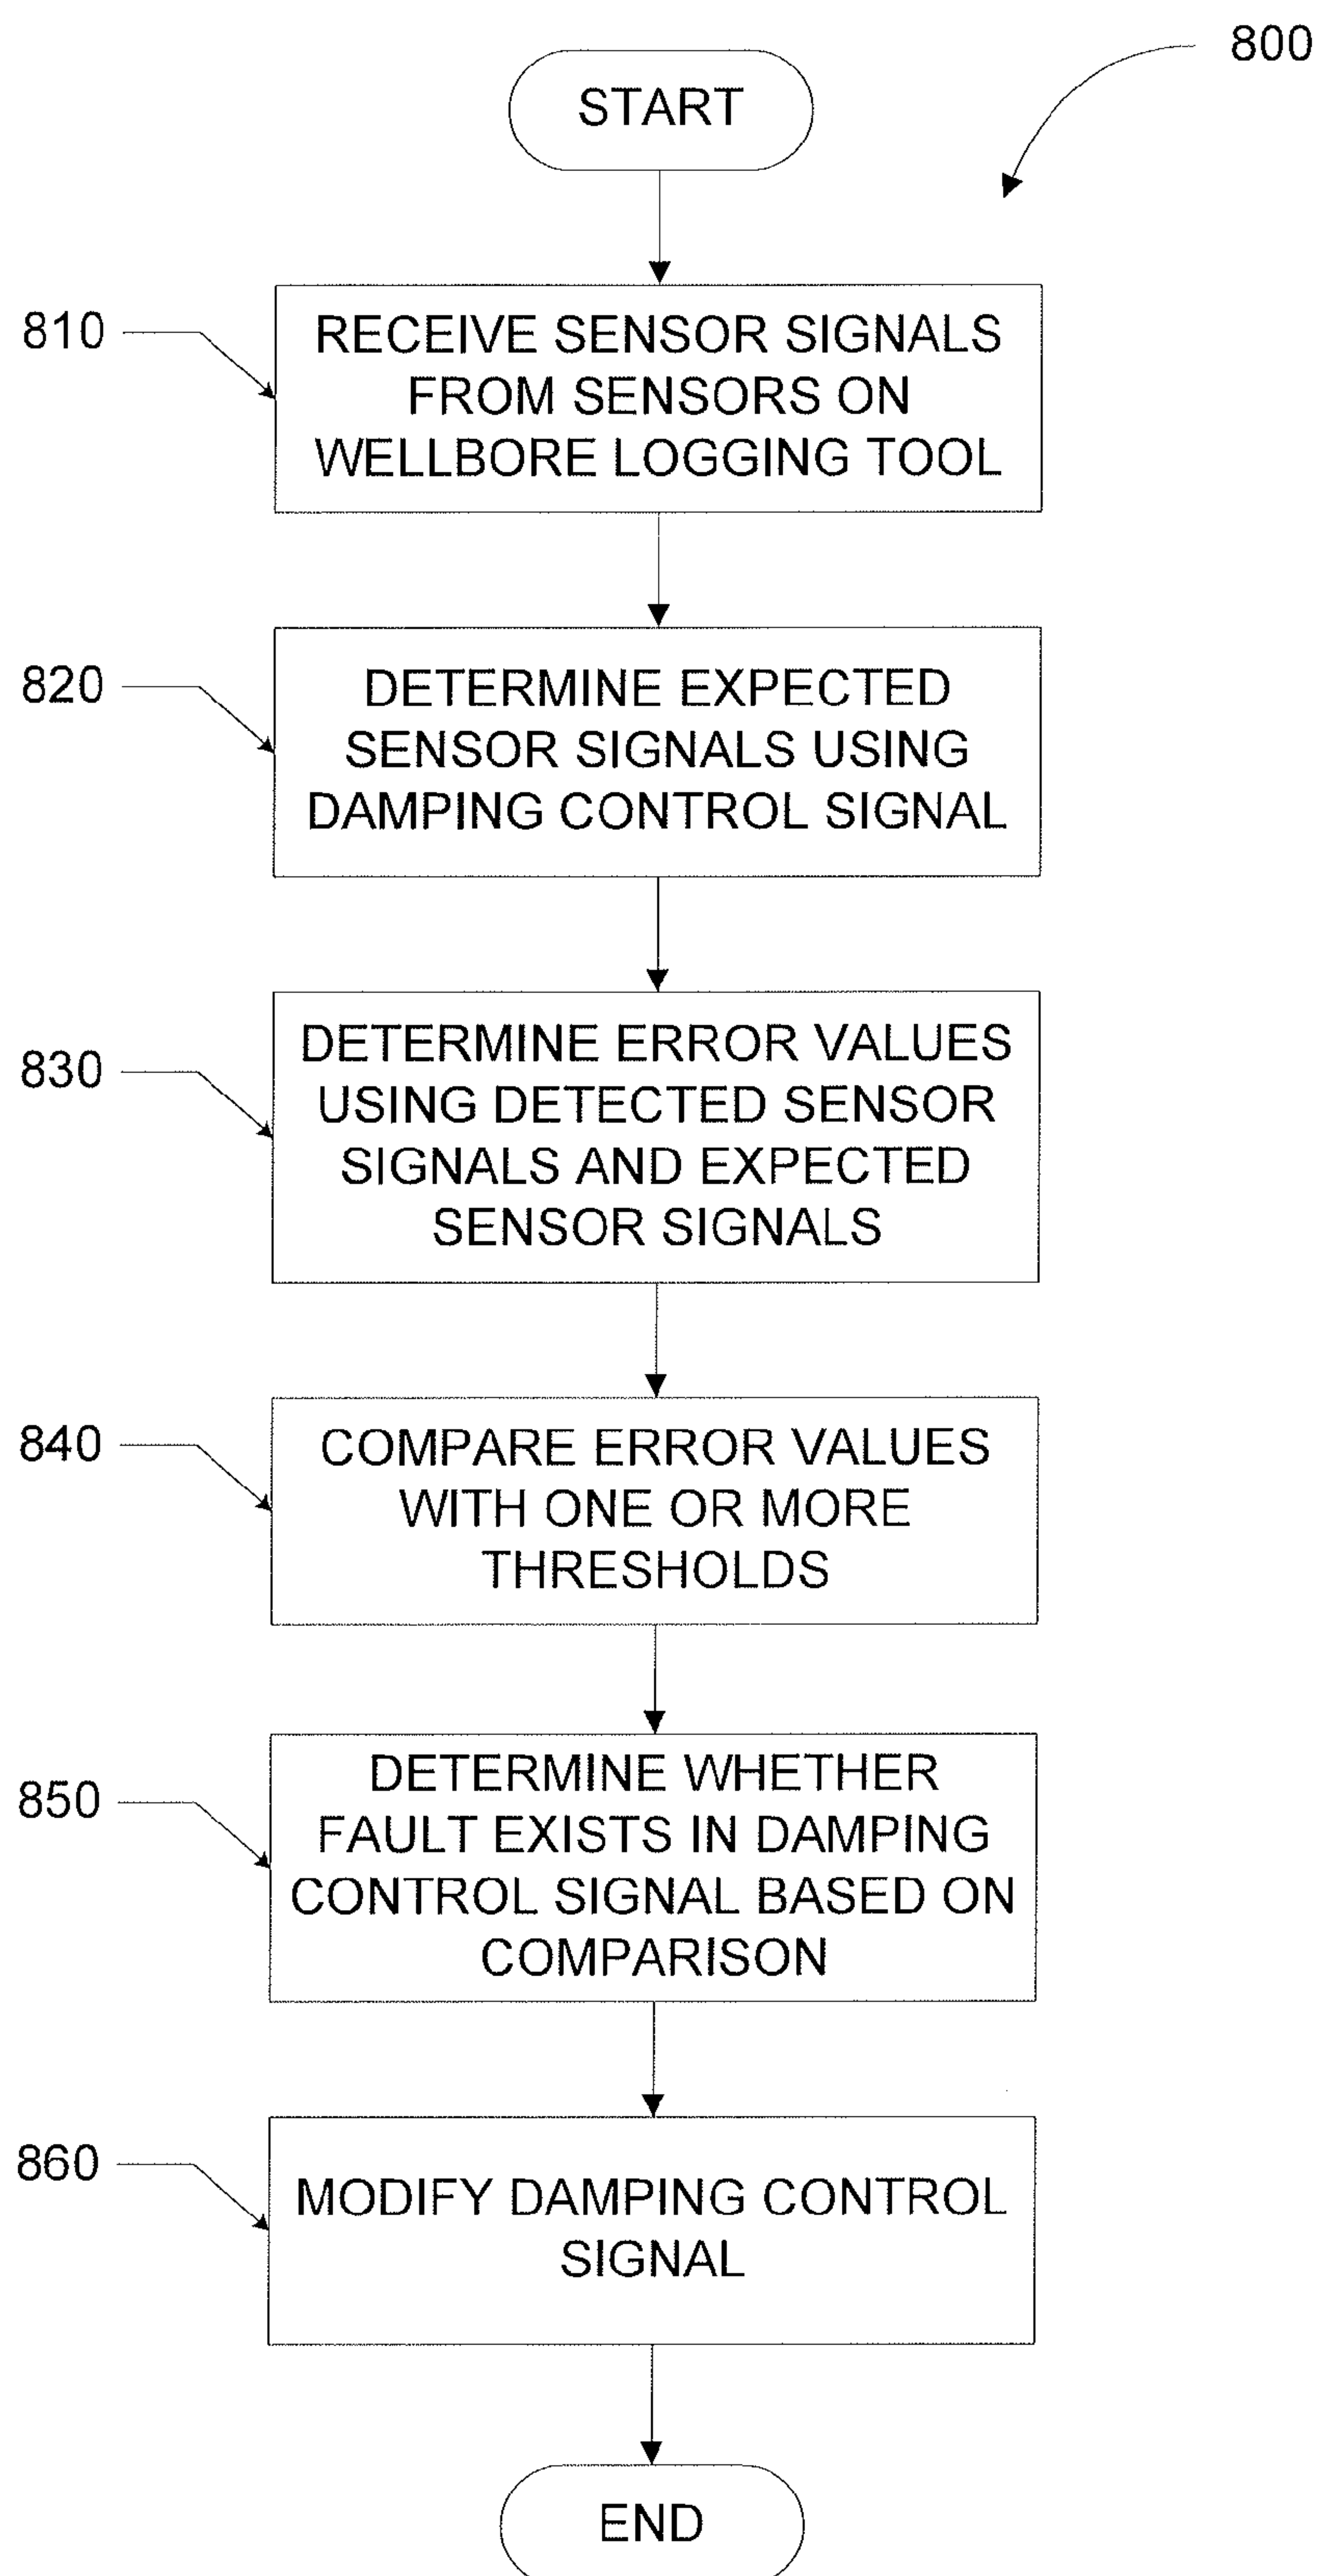 800
START
810
RECEIVE SENSOR SIGNALS
FROM SENSORS ON
WELLBORE LOGGING TOOL
820
DETERMINE EXPECTED
SENSOR SIGNALS USING
DAMPING CONTROL SIGNAL
830
DETERMINE ERROR VALUES
USING DETECTED SENSOR
SIGNALS AND EXPECTED
SENSOR SIGNALS
840
COMPARE ERROR VALUES
WITH ONE OR MORE
THRESHOLDS
850
DETERMINE WHETHER
FAULT EXISTS IN DAMPING
CONTROL SIGNAL BASED ON
COMPARISON
860
MODIFY DAMPING CONTROL
SIGNAL
END